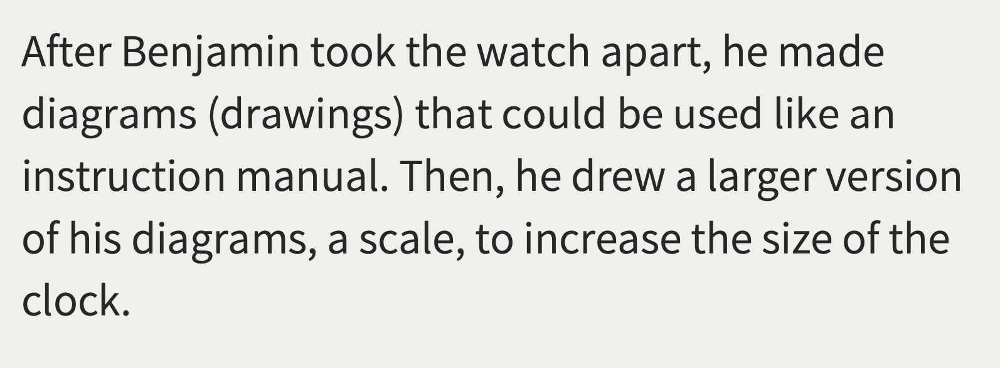 After Benjamin took the watch apart, he made
diagrams (drawings) that could be used like an
instruction manual. Then, he drew a larger version
of his diagrams, a scale, to increase the size of the
clock.